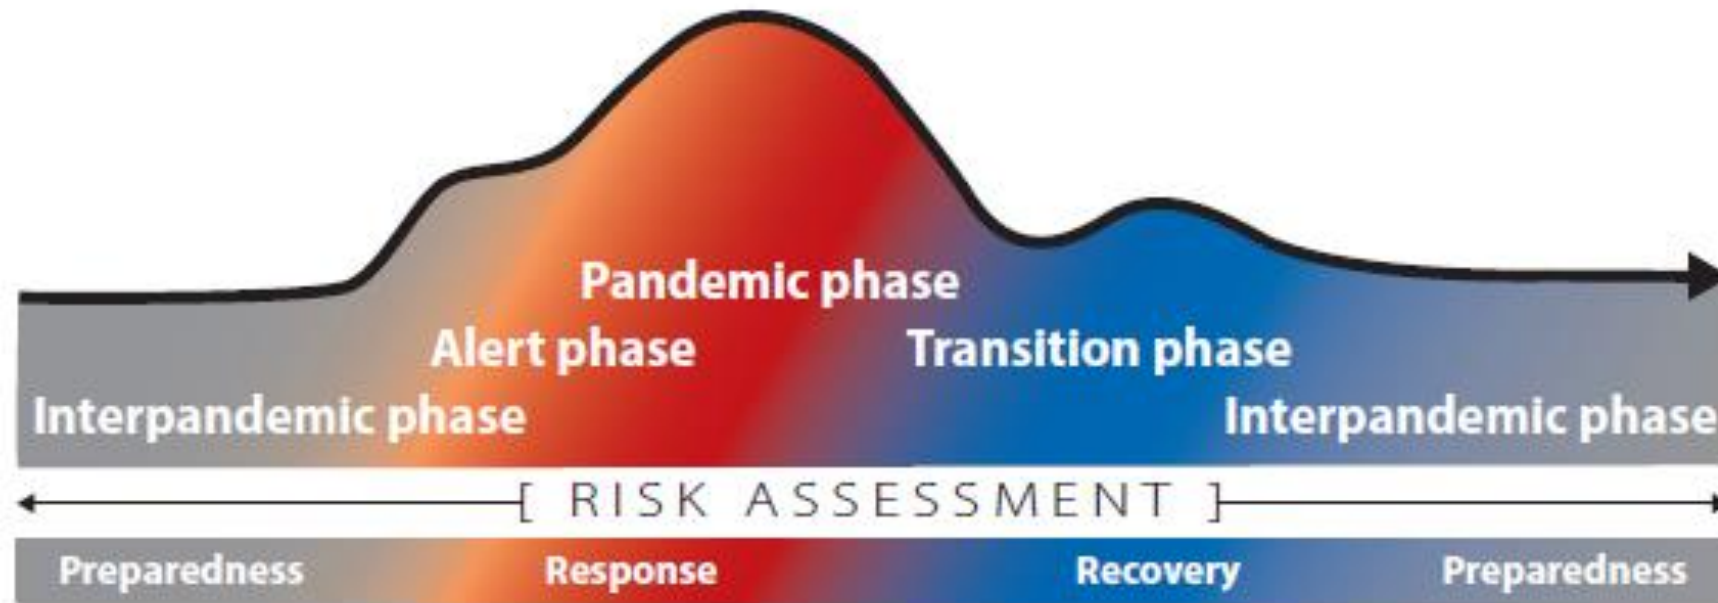 Pandemic phase
Alert phase
Transition phase
Interpandemic phase
Interpandemic phase
[ RISK ASSESSMENT ]
Preparedness
Response
Recovery
Preparedness